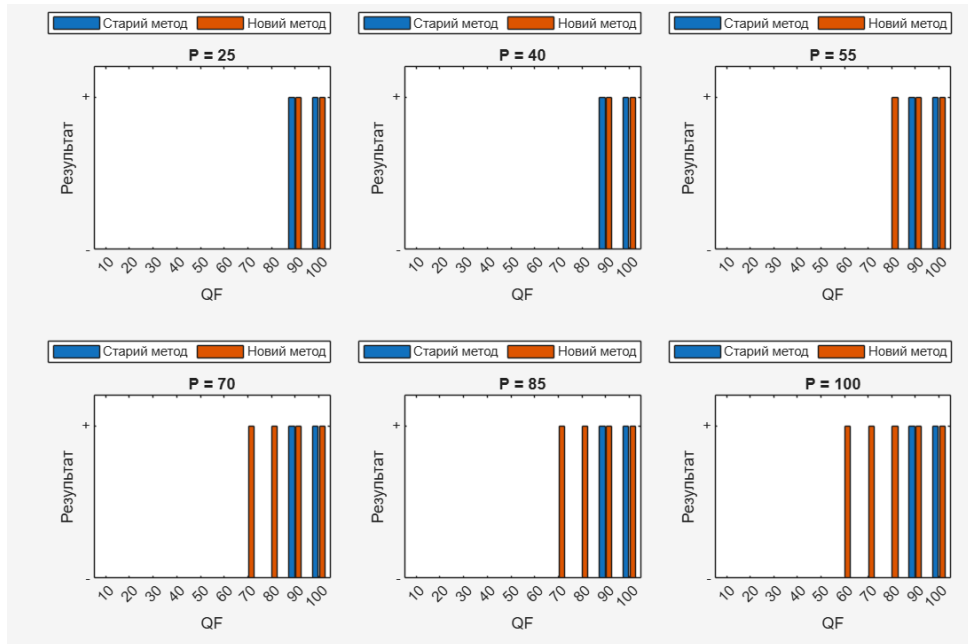 Старий метод Новий метод Старий метод Новий метод Старий метод Новий метод
P = 25 P = 40 P = 55
+ + +
Результат Результат Результат
- - -
10 20 30 40 50 60 70 80 90 100 10 20 30 40 50 60 70 80 90 100 10 20 30 40 50 60 70 80 90 100
QF QF QF
Старий метод Новий метод Старий метод Новий метод Старий метод Новий метод
P = 70 P = 85 P = 100
+ + +
Результат Результат Результат
- - -
10 20 30 40 50 60 70 80 90 100 10 20 30 40 50 60 70 80 90 100 10 20 30 40 50 60 70 80 90 100
QF QF QF